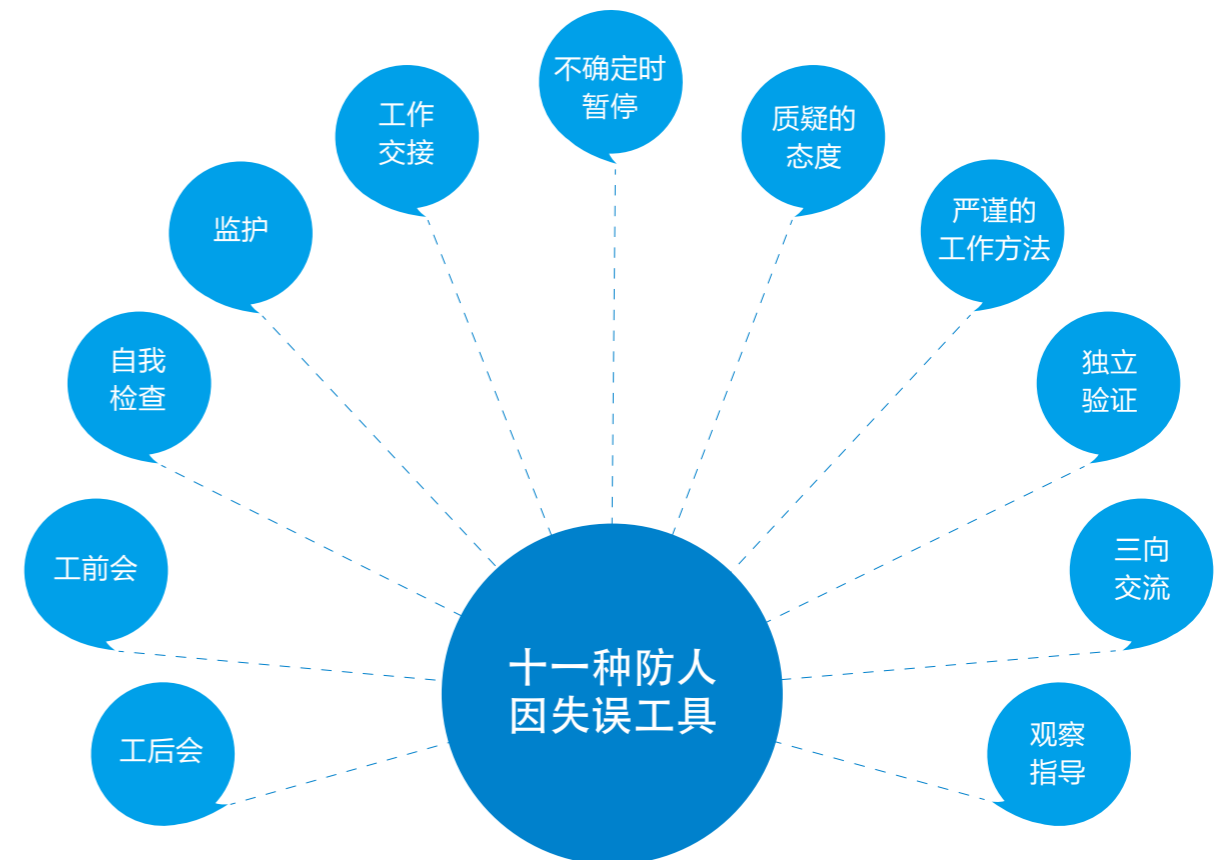 不确定时
暂停
工作
交接
质疑的
态度
监护
严谨的
工作方法
自我
检查
独立
验证
工前会
三向
交流
工后会
观察
指导
十一种防人
因失误工具